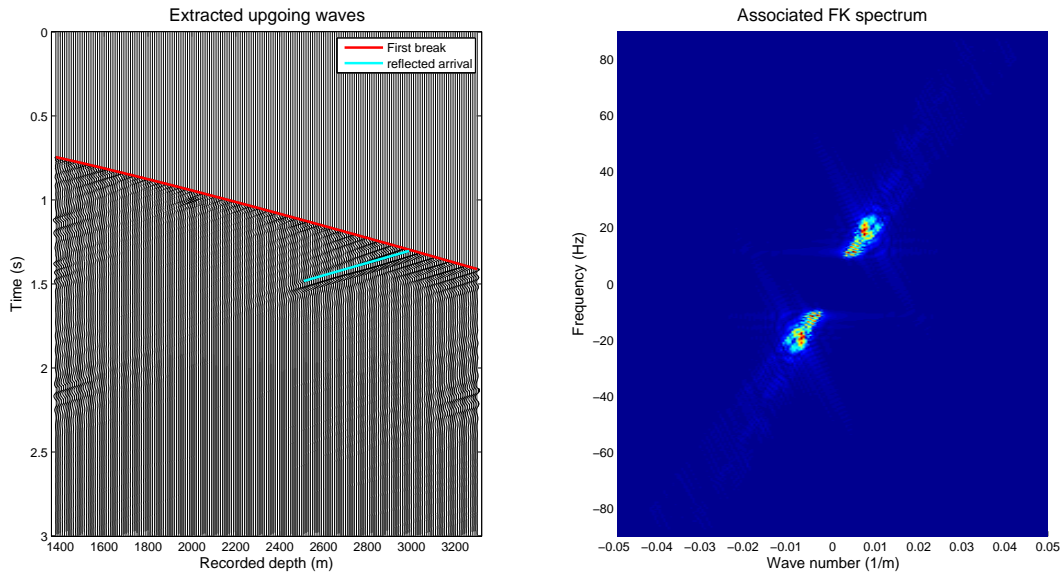 Extracted upgoing waves
First break
reflected arrival
0
0.5
1
1.5
2
2.5
3
1400 1600 1800 2000 2200 2400 2600 2800 3000 3200
Time (s)
Recorded depth (m)
Associated FK spectrum
80
60
40
20
0
−20
−40
−60
−80
−0.05 −0.04 −0.03 −0.02 −0.01 0 0.01 0.02 0.03 0.04 0.05
Frequency (Hz)
Wave number (1/m)